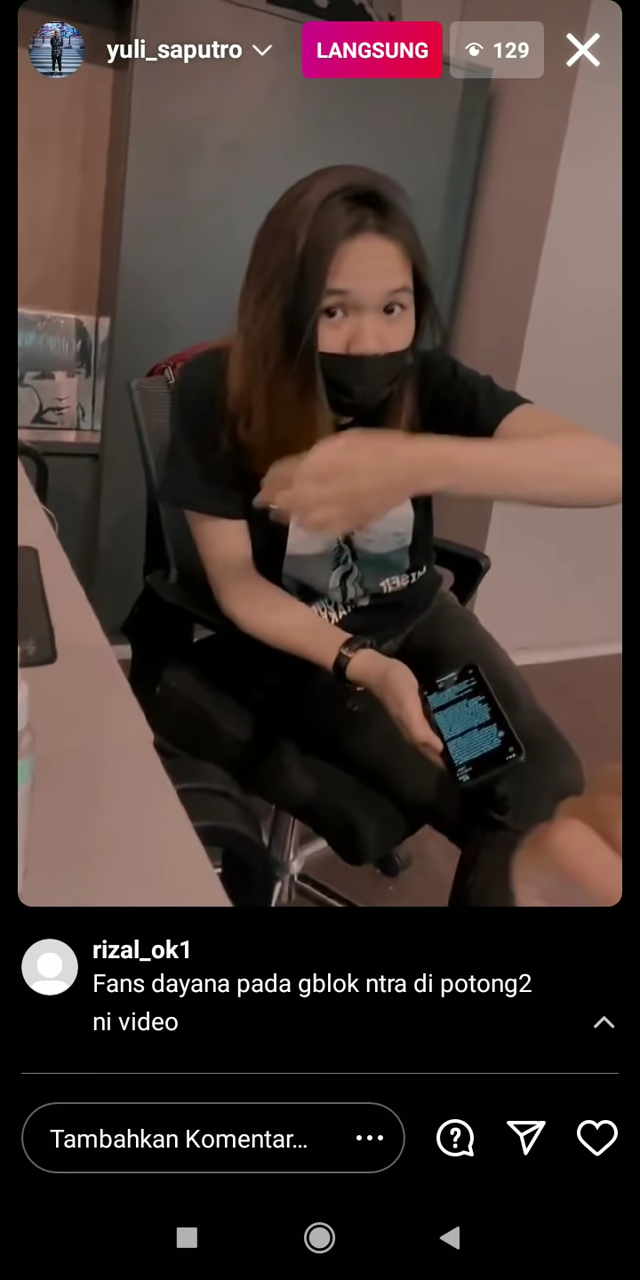 yuli_saputro
LANGSUNG
129
rizal_ok1
Fans dayana pada gblok ntra di potong2
ni video
Tambahkan Komentar...